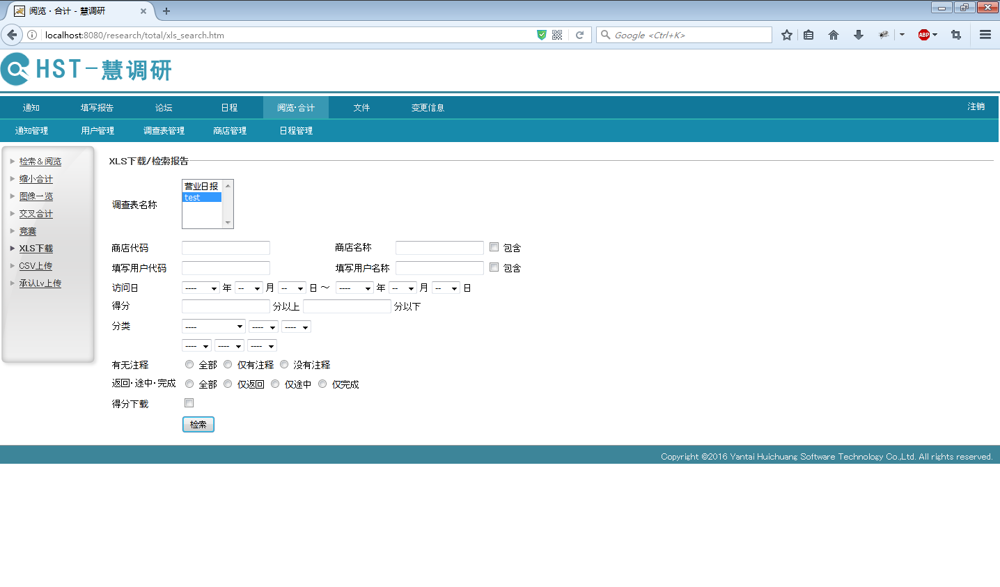 阅览·合计 - 慧调研
localhost:8080/research/total/xls_search.htm
Google <Ctrl+K>
ABP
HST-慧调研
通知 填写报告 论坛 日程 阅览·合计 文件 变更信息 注销
通知管理 用户管理 调查表管理 商店管理 日程管理
检索＆阅览
缩小合计
图像一览
交叉合计
竞赛
XLS下载
CSV上传
承认Lv上传
XLS下载/检索报告
调查表名称
营业日报
test
商店代码 商店名称 包含
填写用户代码 填写用户名称 包含
访问日 ---- 年 -- 月 -- 日 ～ ---- 年 -- 月 -- 日
得分 分以上 分以下
分类 ---- ---- ----
---- ---- ----
有无注释 全部 仅有注释 没有注释
返回·途中·完成 全部 仅返回 仅途中 仅完成
得分下载
检索
Copyright ©2016 Yantai Huichuang Software Technology Co.,Ltd. All rights reserved.